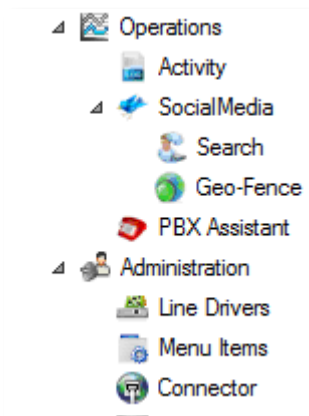 Operations
Activity
SocialMedia
Search
Geo-Fence
PBX Assistant
Administration
Line Drivers
Menu Items
Connector